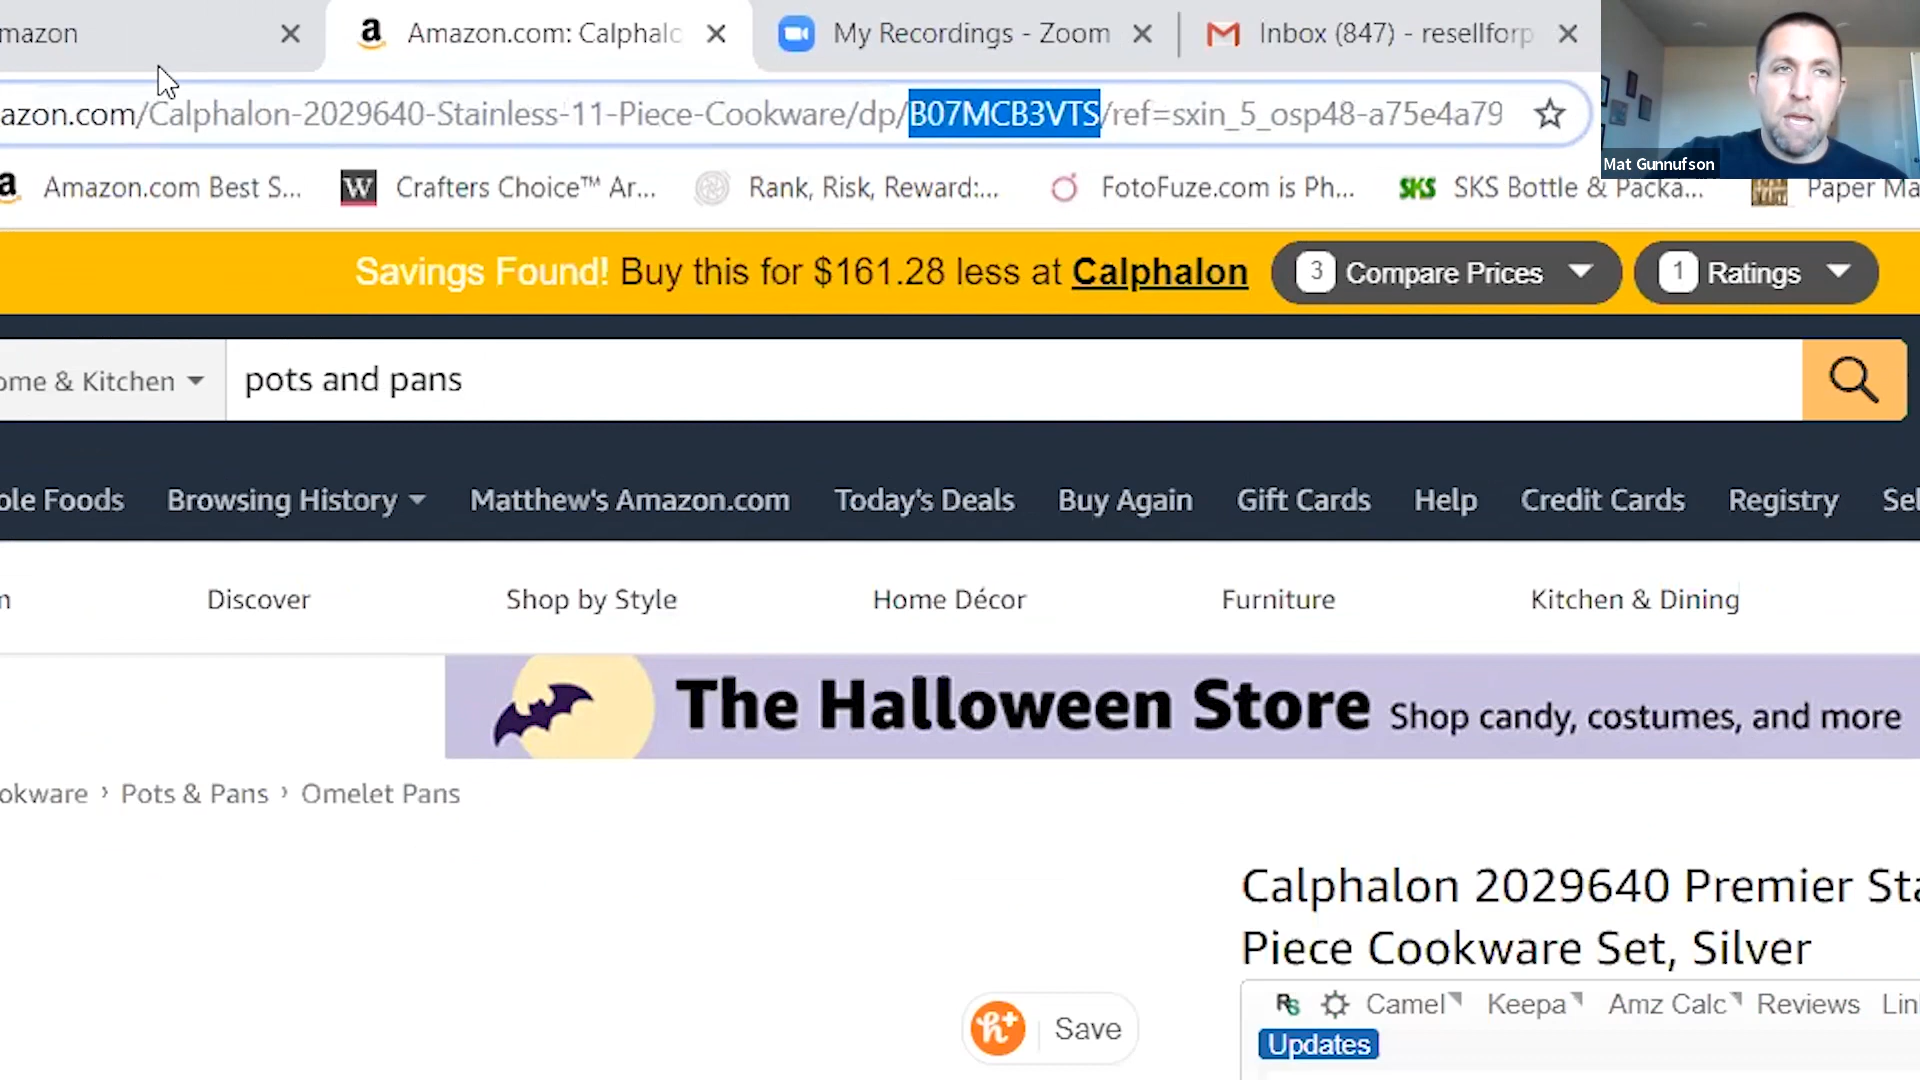 mazon
Amazon.com: Calphalo
My Recordings - Zoom
Inbox (847) - resellforp
azon.com/Calphalon-2029640-Stainless-11-Piece-Cookware/dp/B07MCB3VTS/ref=sxin_5_osp48-a75e4a79
Mat Gunnufson
Amazon.com Best S...
W Crafters Choice™ Ar...
Rank, Risk, Reward:...
FotoFuze.com is Ph...
SKS SKS Bottle & Packa...
Paper Ma
Savings Found! Buy this for $161.28 less at Calphalon
3 Compare Prices
1 Ratings
ome & Kitchen
pots and pans
ole Foods
Browsing History
Matthew's Amazon.com
Today's Deals
Buy Again
Gift Cards
Help
Credit Cards
Registry
Sel
n
Discover
Shop by Style
Home Décor
Furniture
Kitchen & Dining
The Halloween Store Shop candy, costumes, and more
okware › Pots & Pans › Omelet Pans
Calphalon 2029640 Premier Sta
Piece Cookware Set, Silver
RS Camel Keepa Amz Calc Reviews Lin
Updates
h+ Save